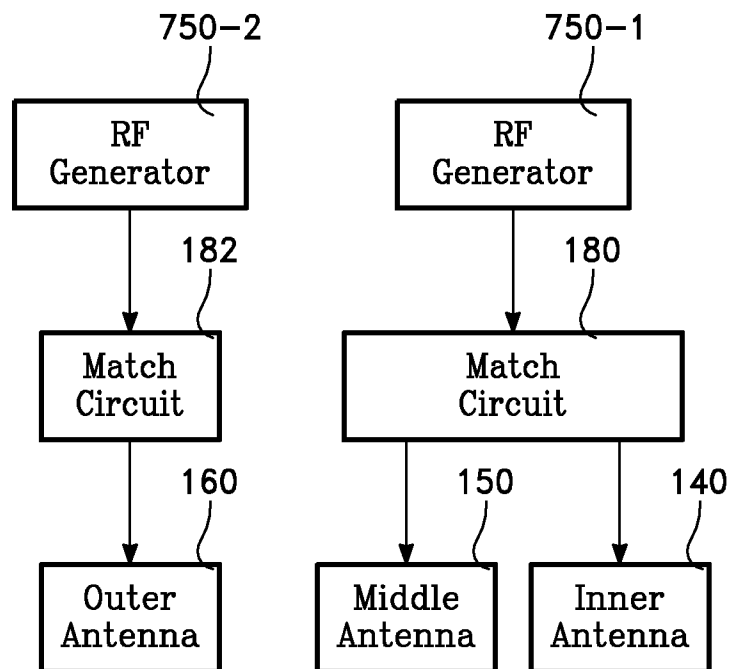 750-2
750-1
RF
Generator
RF
Generator
182
180
Match
Circuit
Match
Circuit
160
150
140
Outer
Antenna
Middle
Antenna
Inner
Antenna